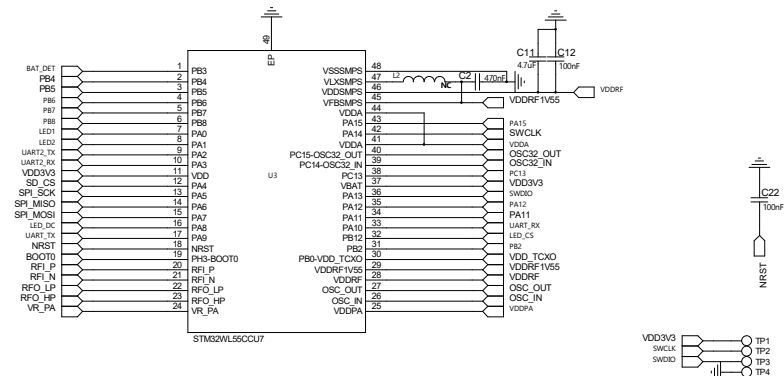 49
EP
C11
4.7uF
C12
100nF
VDDRF
BAT_DET 1 PB3 VSSSMPS 48
PB4 2 PB4 VLXSMPS 47 L2 NC C2 470nF
PB5 3 PB5 VDDSMPS 46
PB6 4 PB6 VFBSMPS 45 VDDRF1V55
PB7 5 PB7 VDDA 44
PB8 6 PB8 PA15 43 PA15
LED1 7 PA0 PA14 42 SWCLK
LED2 8 PA1 VDDA 41 VDDA
UART2_TX 9 PA2 PC15-OSC32_OUT 40 OSC32_OUT
UART2_RX 10 PA3 PC14-OSC32_IN 39 OSC32_IN
VDD3V3 11 VDD PC13 38 PC13
SD_CS 12 PA4 VBAT 37 VDD3V3
SPI_SCK 13 PA5 PA13 36 SWDIO
SPI_MISO 14 PA6 PA12 35 PA12
SPI_MOSI 15 PA7 PA11 34 PA11
LED_DC 16 PA8 PA10 33 UART_RX
UART_TX 17 PA9 PB12 32 LED_CS
NRST 18 NRST PB2 31 PB2
BOOT0 19 PH3-BOOT0 PB0-VDD_TCXO 30 VDD_TCXO
RFI_P 20 RFI_P VDDRF1V55 29 VDDRF1V55
RFI_N 21 RFI_N VDDRF 28 VDDRF
RFO_LP 22 RFO_LP OSC_OUT 27 OSC_OUT
RFO_HP 23 RFO_HP OSC_IN 26 OSC_IN
VR_PA 24 VR_PA VDDPA 25 VDDPA
U3
STM32WL55CCU7
C22
100nF
NRST
VDD3V3 TP1
SWCLK TP2
SWDIO TP3
TP4